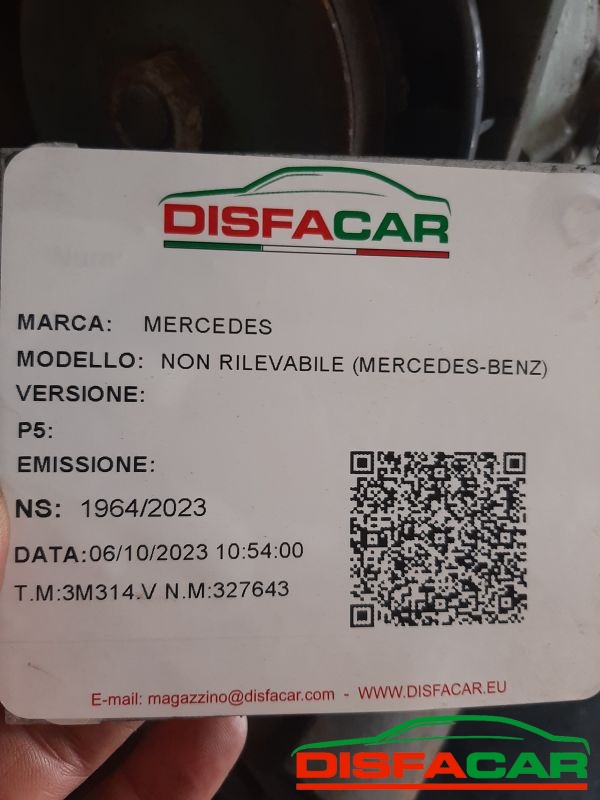 DISFACAR
MARCA: MERCEDES
MODELLO: NON RILEVABILE (MERCEDES-BENZ)
VERSIONE:
P5:
EMISSIONE:
NS: 1964/2023
DATA:06/10/2023 10:54:00
T.M:3M314.V N.M:327643
E-mail: magazzino@disfacar.com - WWW.DISFACAR.EU
DISFACAR